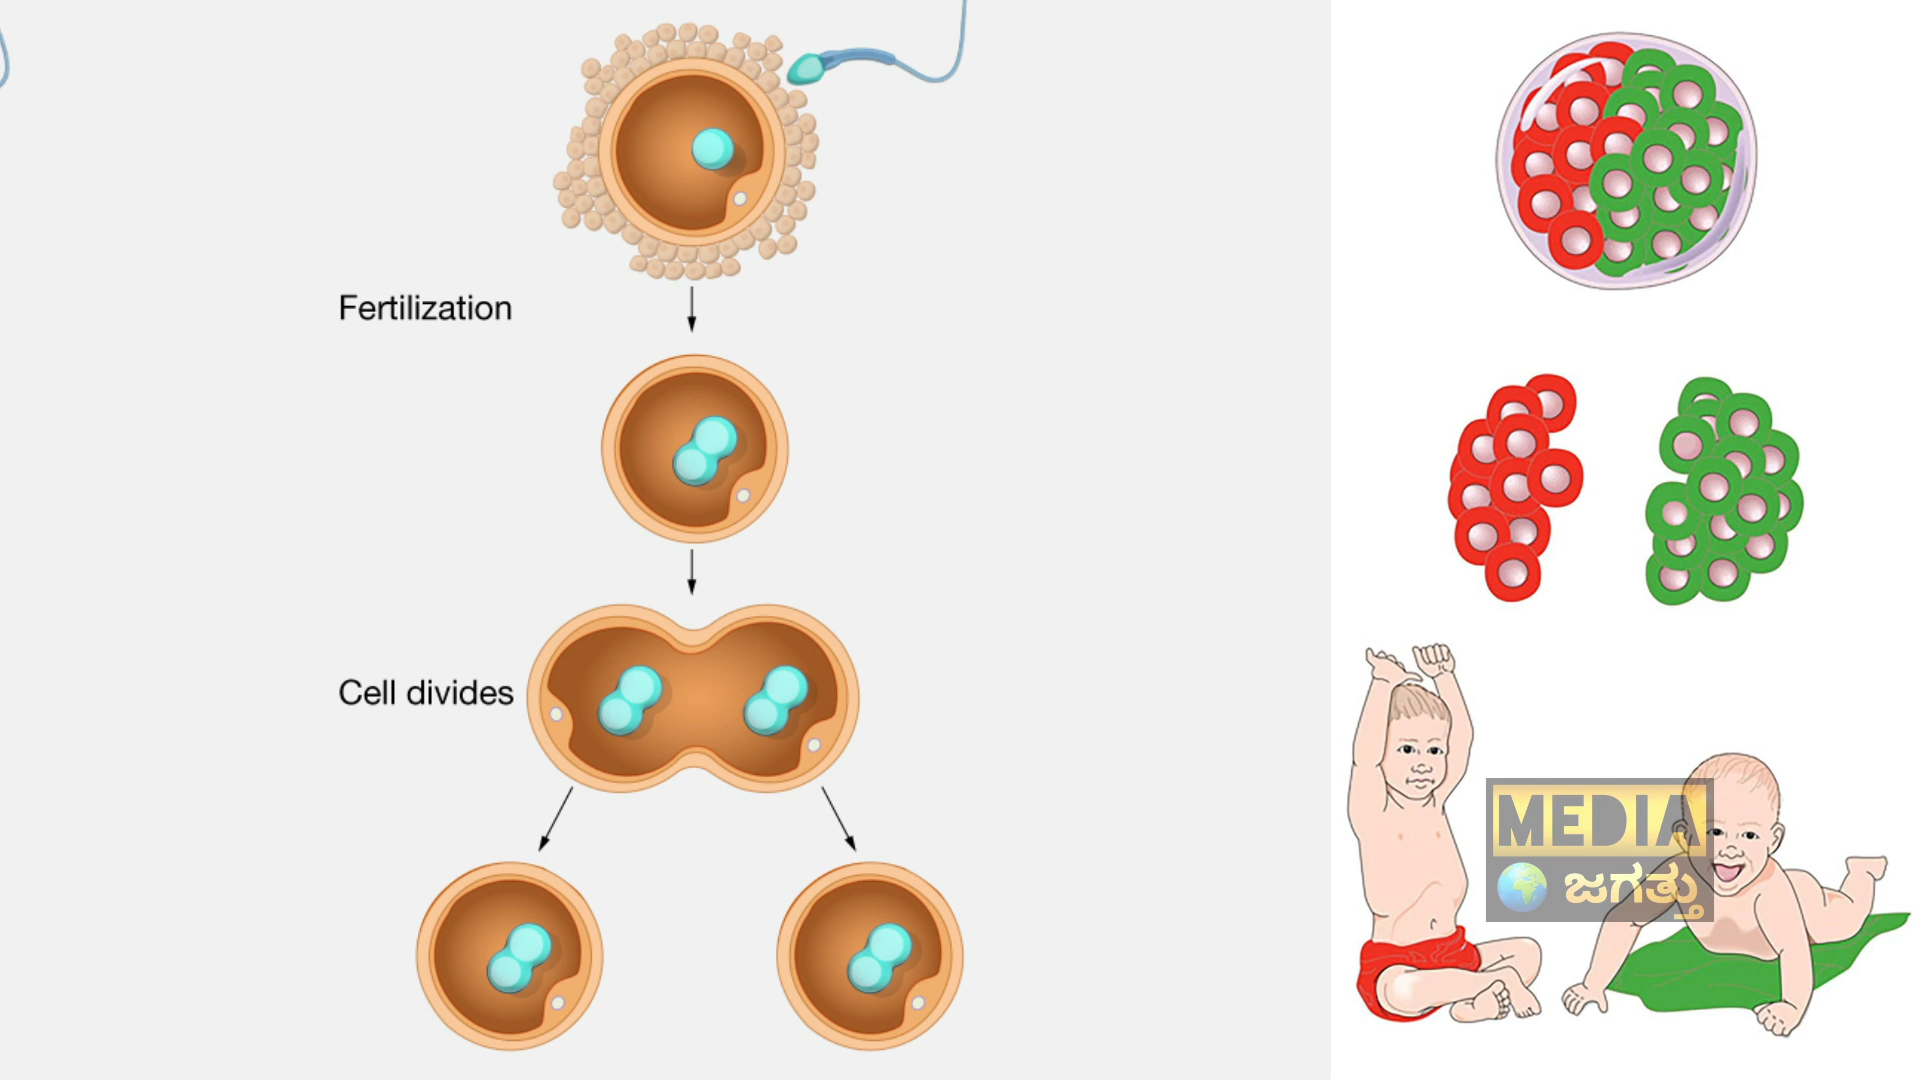 Fertilization
Cell divides
MEDIA
ಜಗತ್ತು